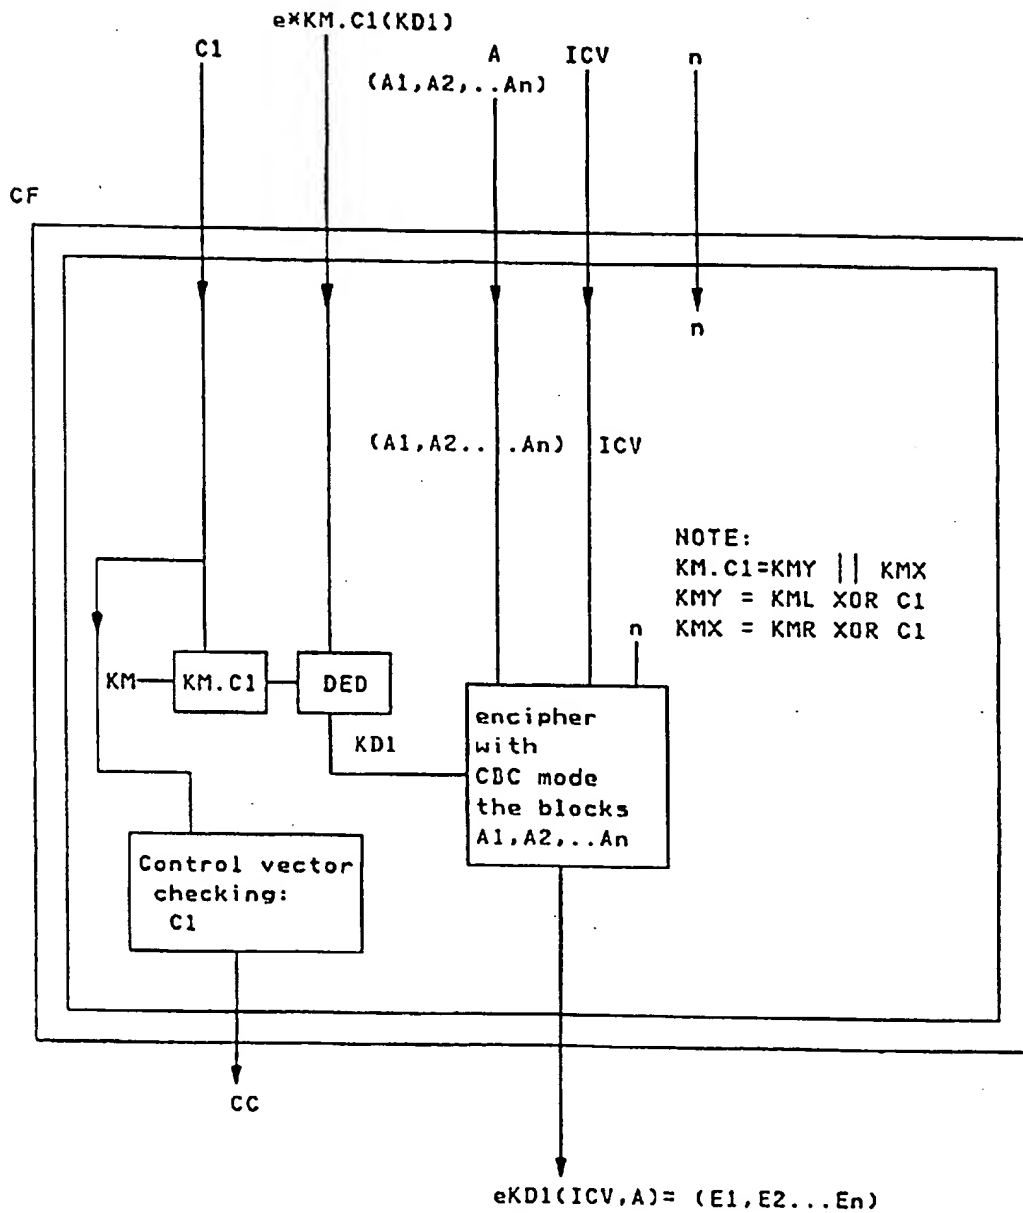 e*KM.C1(KD1)
C1
A
ICV
n
(A1,A2,..An)
CF
n
(A1,A2....An)
ICV
NOTE:
KM.C1=KMY || KMX
KMY = KML XOR C1
KMX = KMR XOR C1
n
KM
KM.C1
DED
KD1
encipher
with
CBC mode
the blocks
A1,A2,..An
Control vector
checking:
C1
CC
eKD1(ICV,A)= (E1,E2...En)